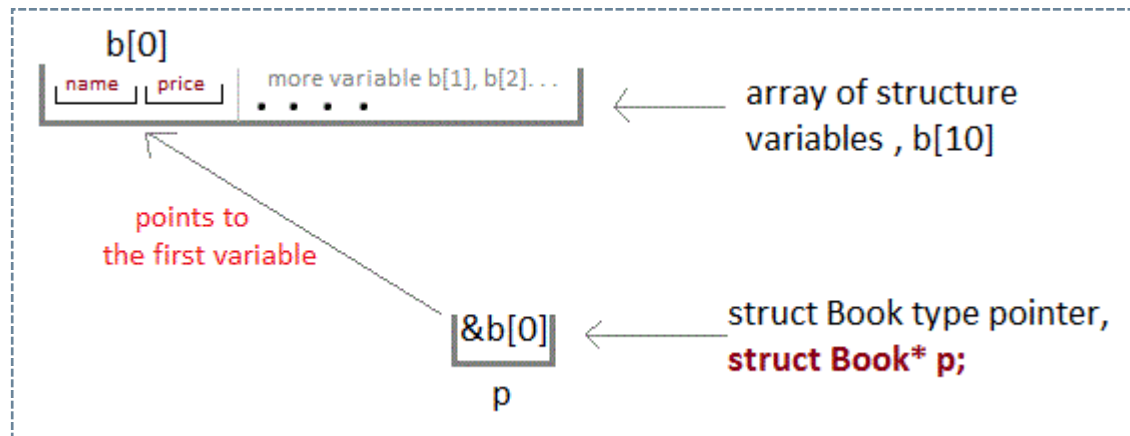 b[0]
name price
more variable b[1], b[2]. . .
array of structure
variables , b[10]
points to
the first variable
&b[0]
p
struct Book type pointer,
struct Book* p;